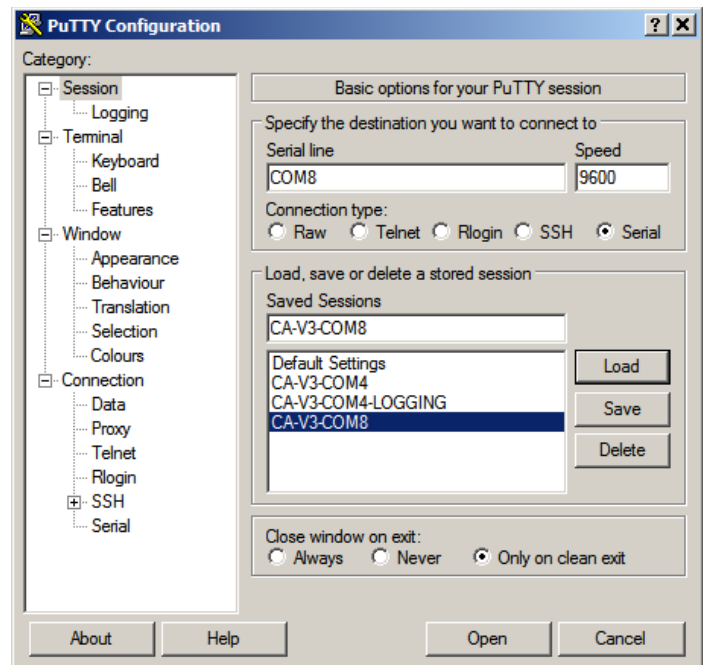 PuTTY Configuration
?
Category:
Session
Logging
Terminal
Keyboard
Bell
Features
Window
Appearance
Behaviour
Translation
Selection
Colours
Connection
Data
Proxy
Telnet
Rlogin
SSH
Serial
Basic options for your PuTTY session
Specify the destination you want to connect to
Serial line Speed
COM8 9600
Connection type:
Raw Telnet Rlogin SSH Serial
Load, save or delete a stored session
Saved Sessions
CA-V3-COM8
Default Settings
CA-V3-COM4
CA-V3-COM4-LOGGING
CA-V3-COM8
Load
Save
Delete
Close window on exit:
Always Never Only on clean exit
About Help Open Cancel